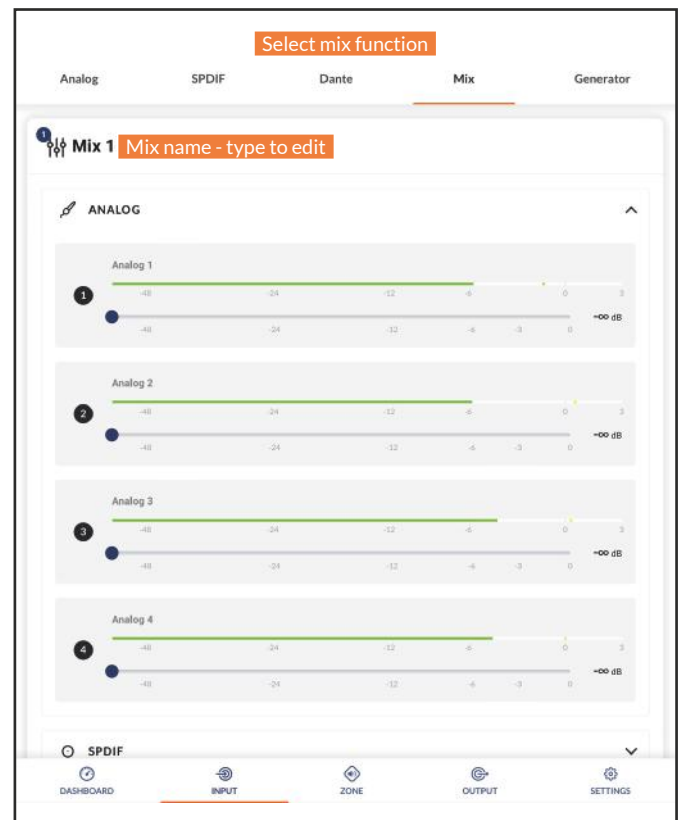 Select mix function
Analog SPDIF Dante Mix Generator
1
Mix 1 Mix name - type to edit
ANALOG
Analog 1
1
-48 -24 -12 -6 0 3
-∞ dB
-48 -24 -12 -6 -3 0
Analog 2
2
-48 -24 -12 -6 0 3
-∞ dB
-48 -24 -12 -6 -3 0
Analog 3
3
-48 -24 -12 -6 0 3
-∞ dB
-48 -24 -12 -6 -3 0
Analog 4
4
-48 -24 -12 -6 0 3
-∞ dB
-48 -24 -12 -6 -3 0
SPDIF
DASHBOARD INPUT ZONE OUTPUT SETTINGS